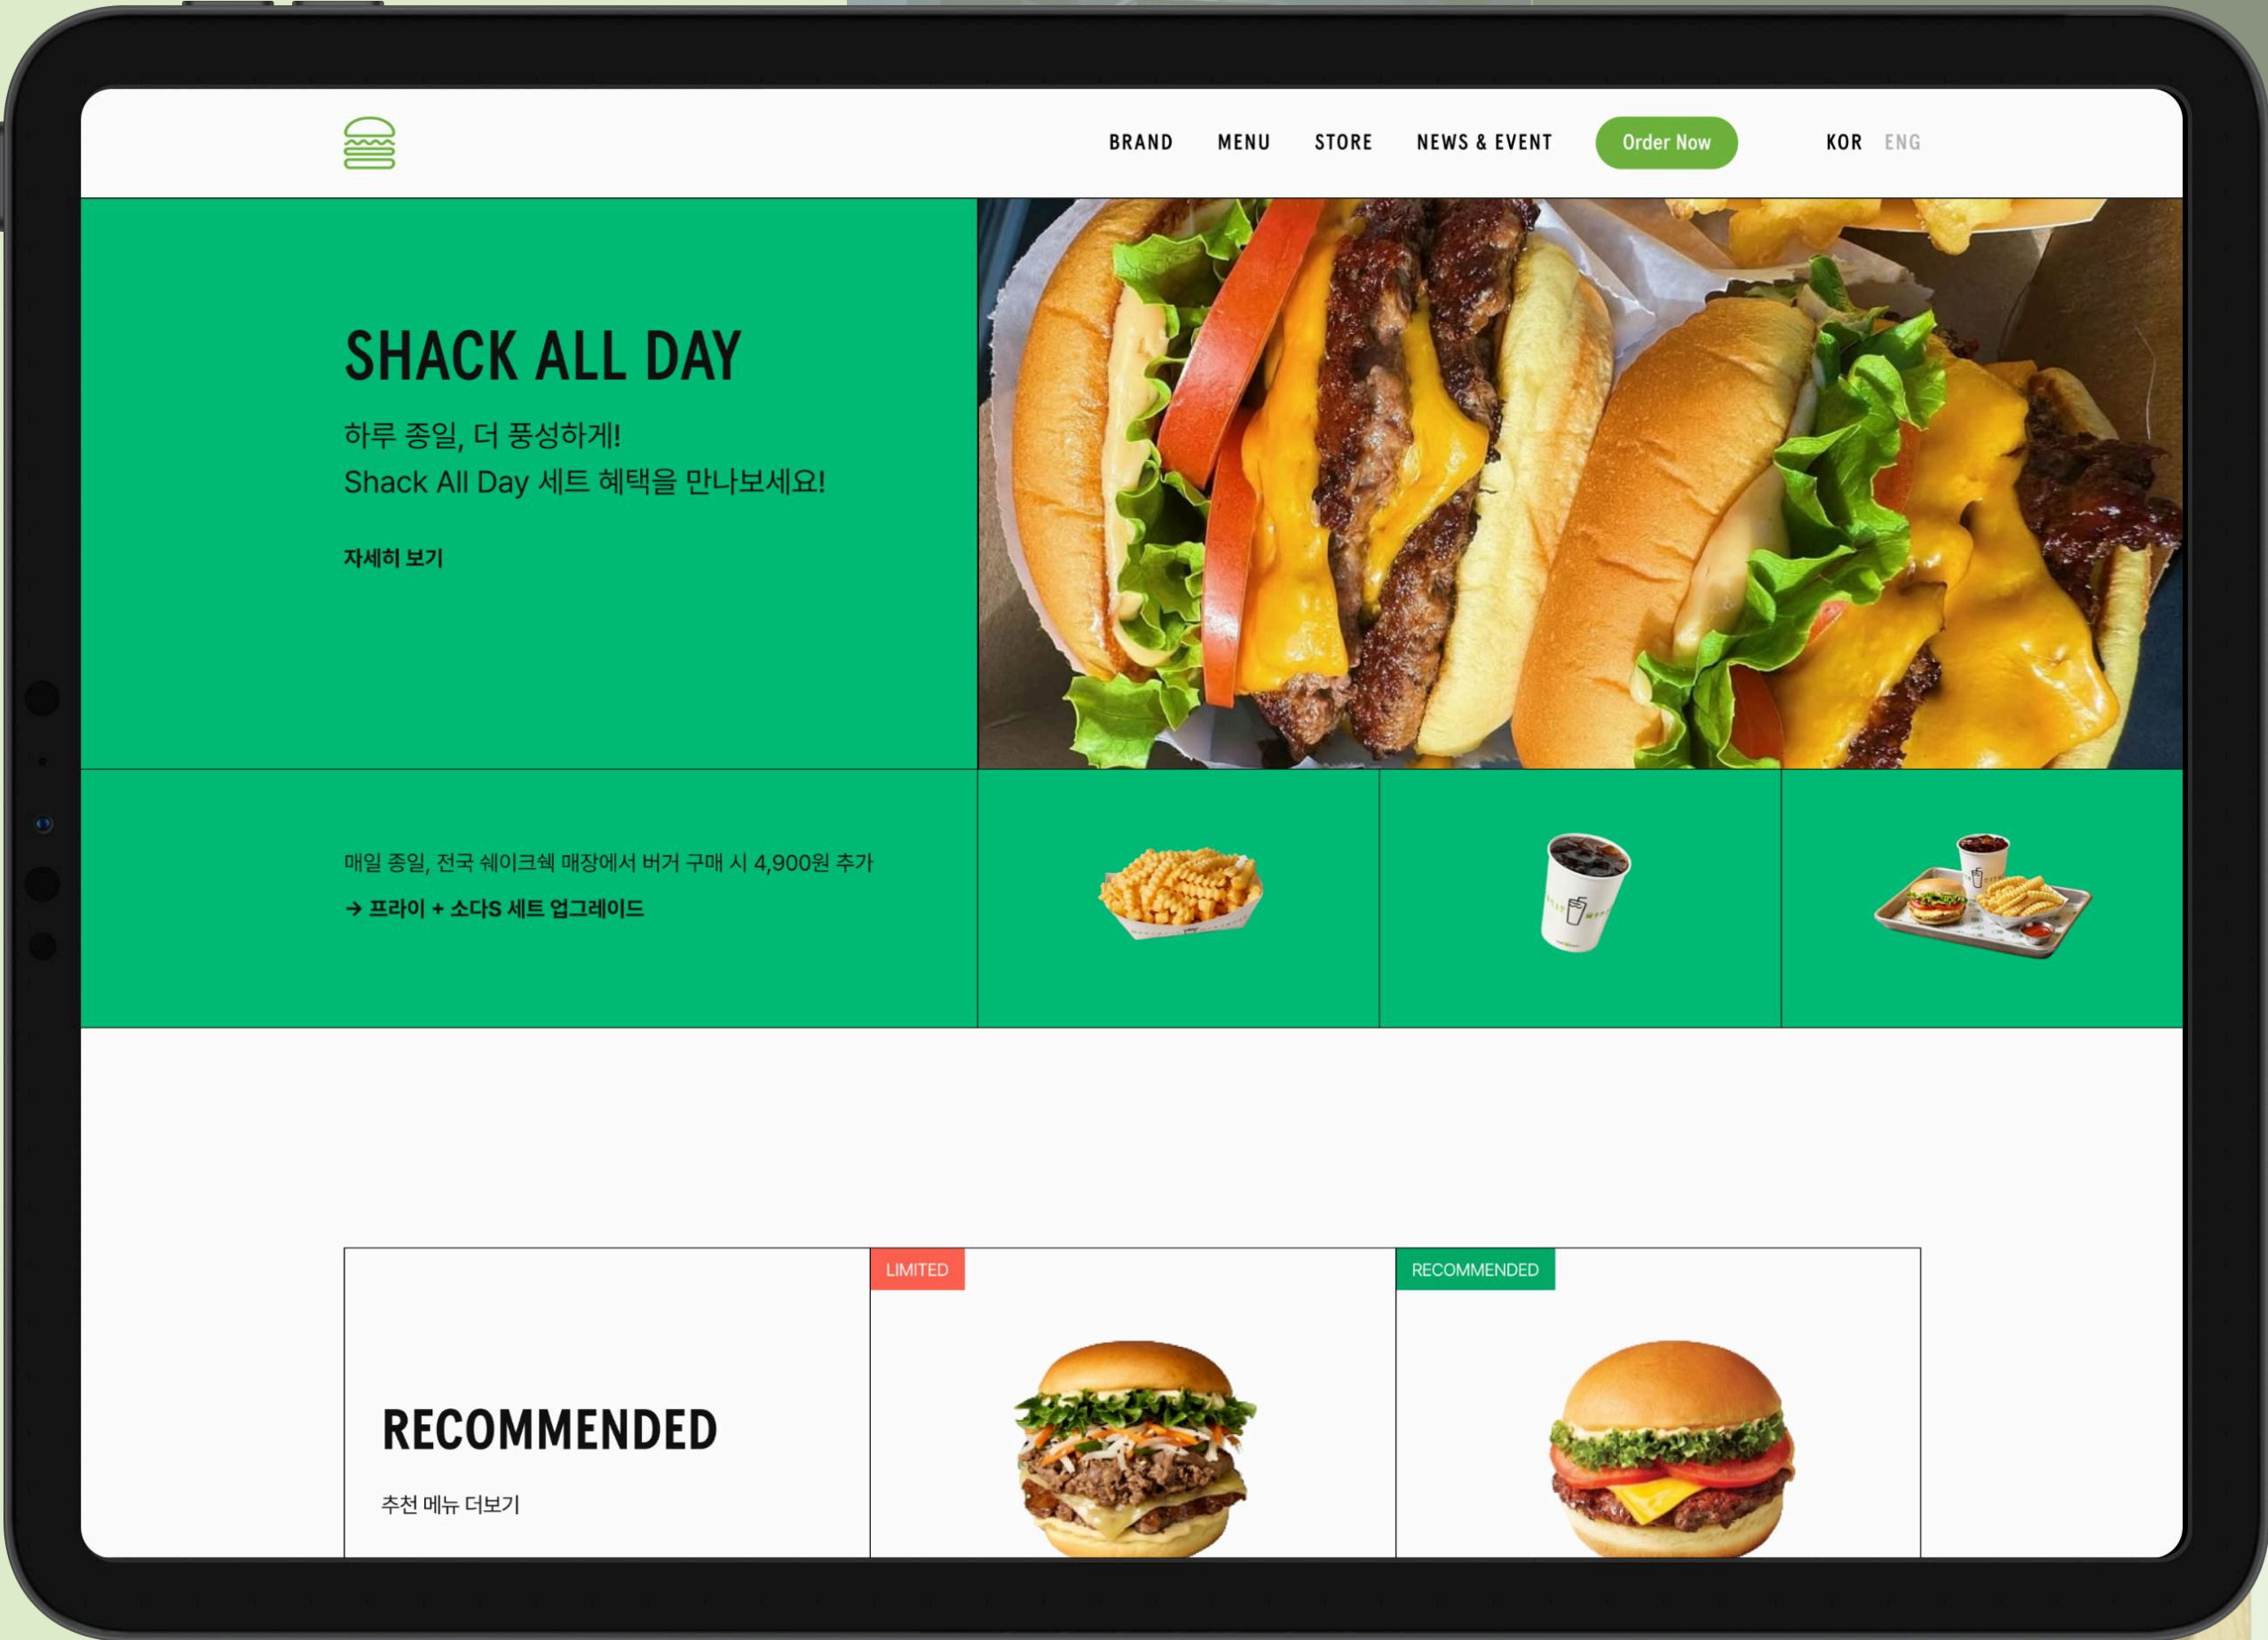 BRAND MENU STORE NEWS & EVENT Order Now KOR ENG
SHACK ALL DAY
하루 종일, 더 풍성하게!
Shack All Day 세트 혜택을 만나보세요!
자세히 보기
매일 종일, 전국 쉐이크쉑 매장에서 버거 구매 시 4,900원 추가
→ 프라이 + 소다S 세트 업그레이드
LIMITED
RECOMMENDED
RECOMMENDED
추천 메뉴 더보기